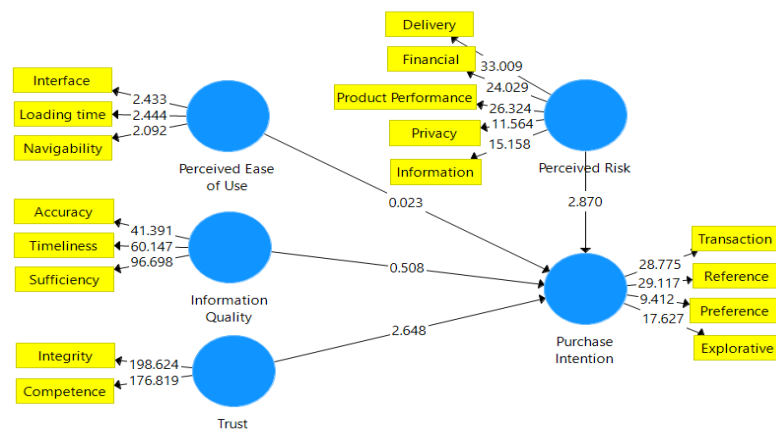 Delivery
Financial
Product Performance
Privacy
Information
33.009
24.029
26.324
11.564
15.158
Perceived Risk
Interface
Loading time
Navigability
2.433
2.444
2.092
Perceived Ease
of Use
0.023
2.870
Accuracy
Timeliness
Sufficiency
41.391
60.147
96.698
Information
Quality
0.508
Transaction
Reference
Preference
Explorative
28.775
29.117
9.412
17.627
Purchase
Intention
2.648
Integrity
Competence
198.624
176.819
Trust